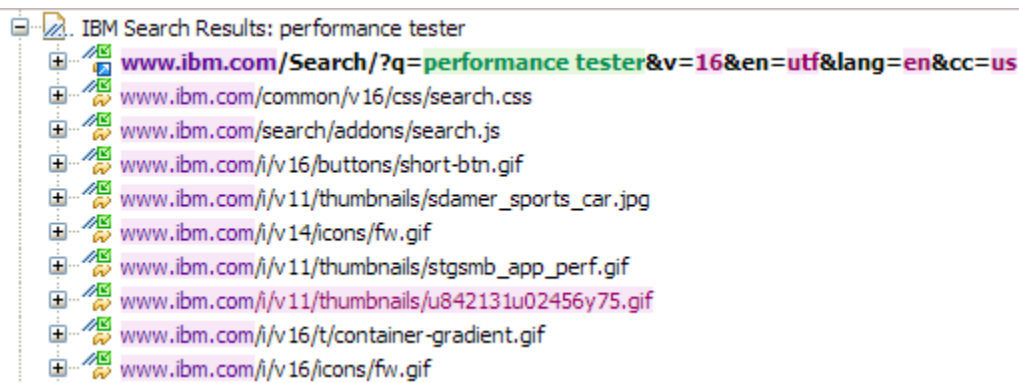 IBM Search Results: performance tester
www.ibm.com/Search/?q=performance tester&v=16&en=utf&lang=en&cc=us
www.ibm.com/common/v16/css/search.css
www.ibm.com/search/addons/search.js
www.ibm.com/i/v16/buttons/short-btn.gif
www.ibm.com/i/v11/thumbnails/sdamer_sports_car.jpg
www.ibm.com/i/v14/icons/fw.gif
www.ibm.com/i/v11/thumbnails/stgsmb_app_perf.gif
www.ibm.com/i/v11/thumbnails/u842131u02456y75.gif
www.ibm.com/i/v16/t/container-gradient.gif
www.ibm.com/i/v16/icons/fw.gif